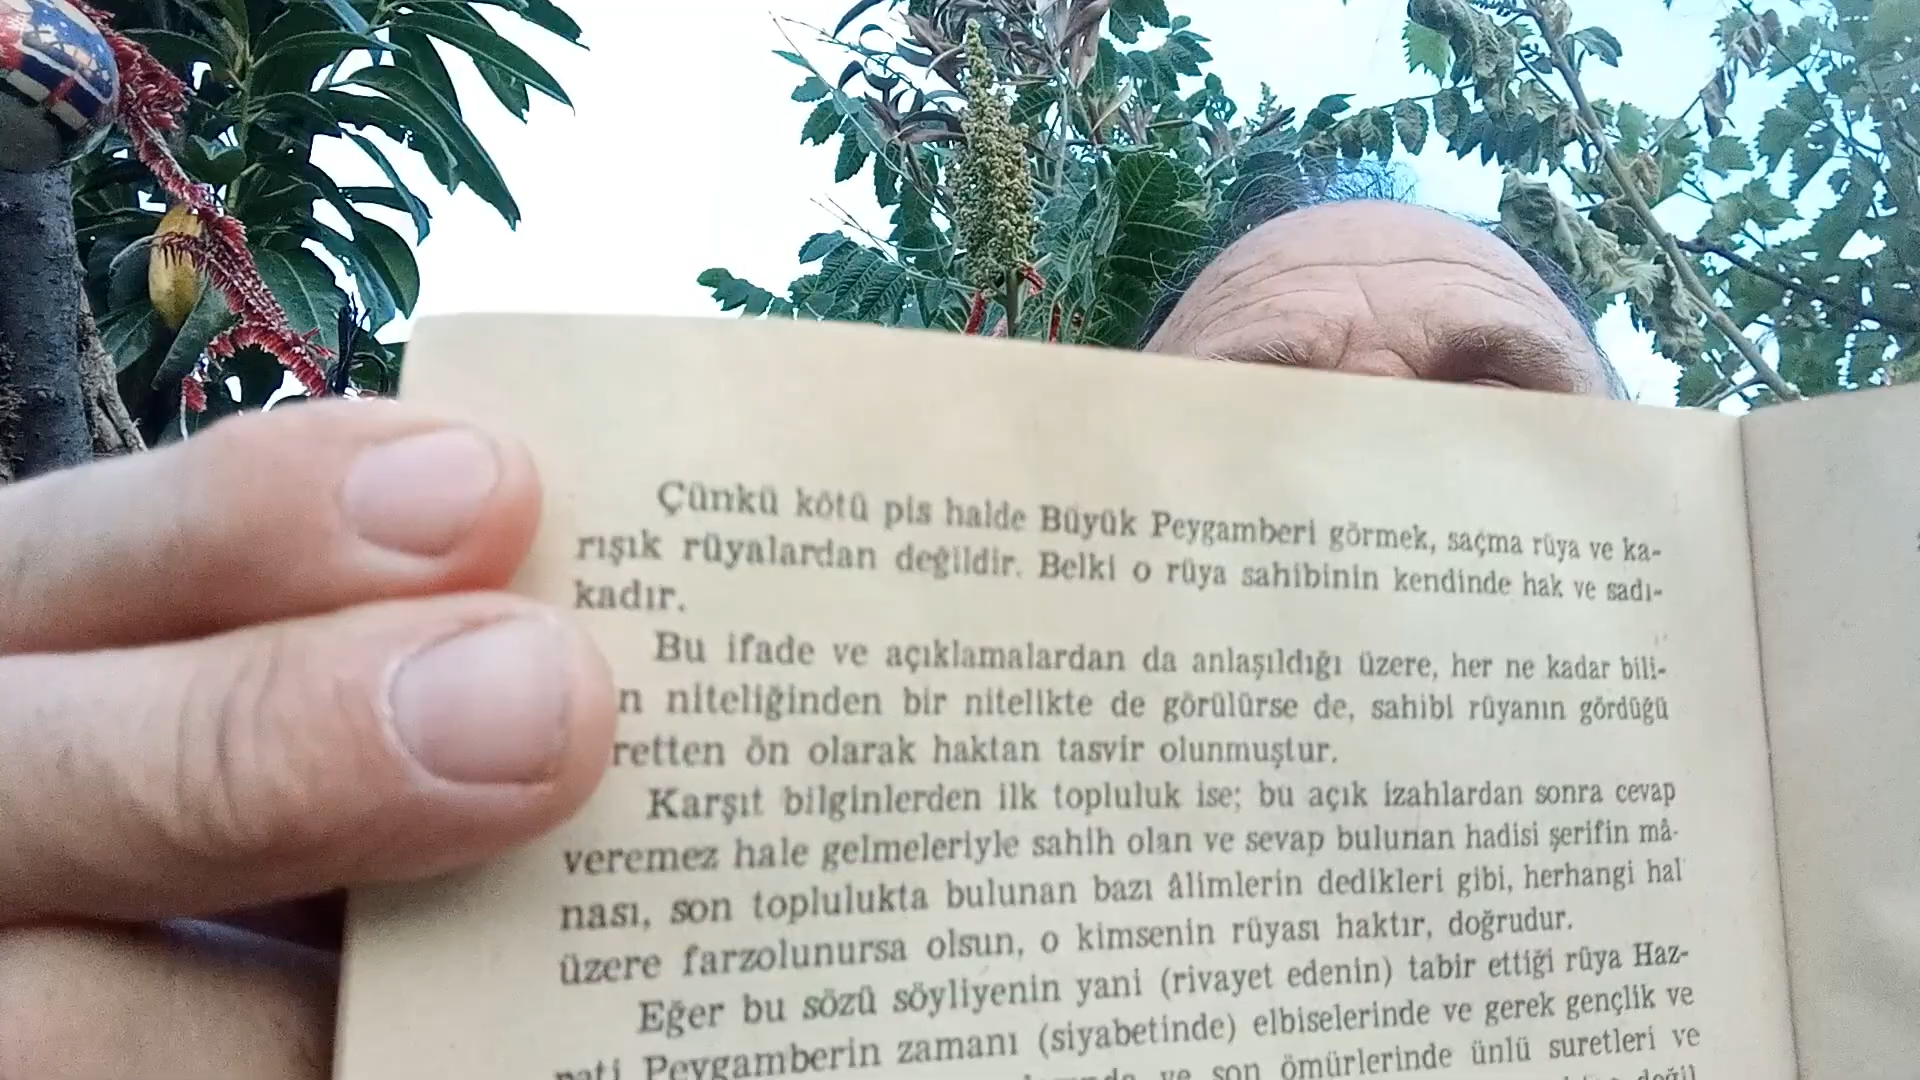 Çünkü kötü pis halde Büyük Peygamberi görmek, saçma rüya ve ka-
rışık rüyalardan değildir. Belki o rüya sahibinin kendinde hak ve sadı-
kadır.
Bu ifade ve açıklamalardan da anlaşıldığı üzere, her ne kadar bili-
n niteliğinden bir nitelikte de görülürse de, sahibi rüyanın gördüğü
retten ön olarak haktan tasvir olunmuştur.
Karşıt bilginlerden ilk topluluk ise; bu açık izahlardan sonra cevap
veremez hale gelmeleriyle sahih olan ve sevap bulunan hadisi şerifin mâ-
nası, son toplulukta bulunan bazı âlimlerin dedikleri gibi, herhangi hal
üzere farzolunursa olsun, o kimsenin rüyası haktır, doğrudur.
Eğer bu sözü söyliyenin yani (rivayet edenin) tabir ettiği rüya Haz-
Peygamberin zamanı (siyabetinde) elbiselerinde ve gerek gençlik ve
ve son ömürlerinde ünlü suretleri ve